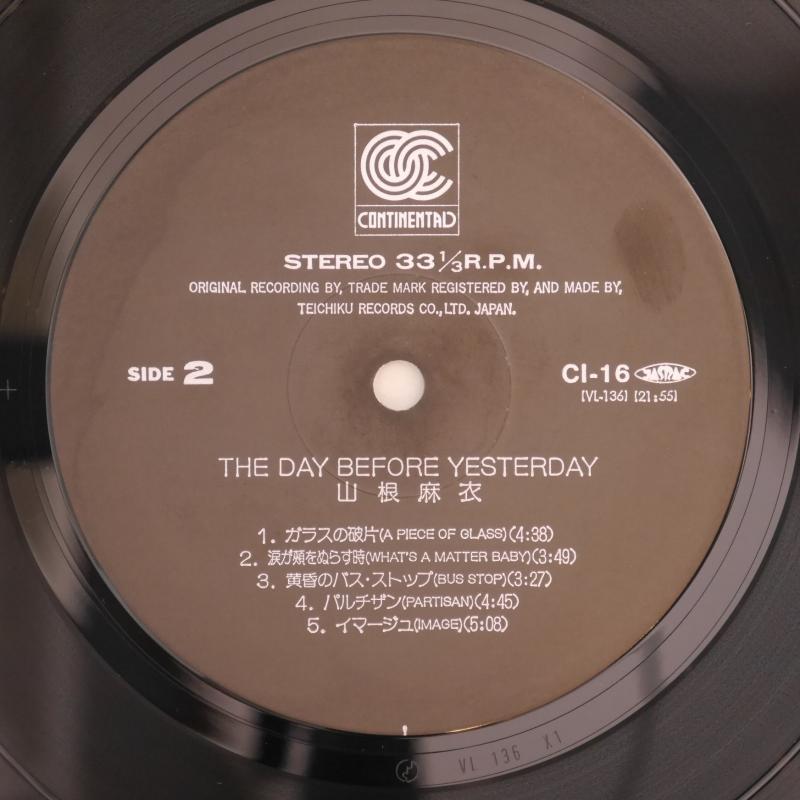 CONTINENTAL
STEREO 33 1/3 R.P.M.
ORIGINAL RECORDING BY, TRADE MARK REGISTERED BY, AND MADE BY,
TEICHIKU RECORDS CO.,LTD. JAPAN.
SIDE 2
CI-16 JASRAC
[VL-136] [21:55]
THE DAY BEFORE YESTERDAY
山根麻衣
1. ガラスの破片(A PIECE OF GLASS)(4:38)
2. 涙が頬をぬらす時(WHAT'S A MATTER BABY)(3:49)
3. 黄昏のバス・ストップ(BUS STOP)(3:27)
4. パルチザン(PARTISAN)(4:45)
5. イマージュ(IMAGE)(5:08)
VL 136 X1